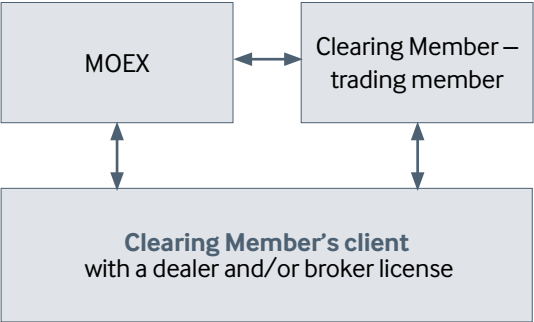 MOEX
Clearing Member –
trading member
Clearing Member’s client
with a dealer and/or broker license